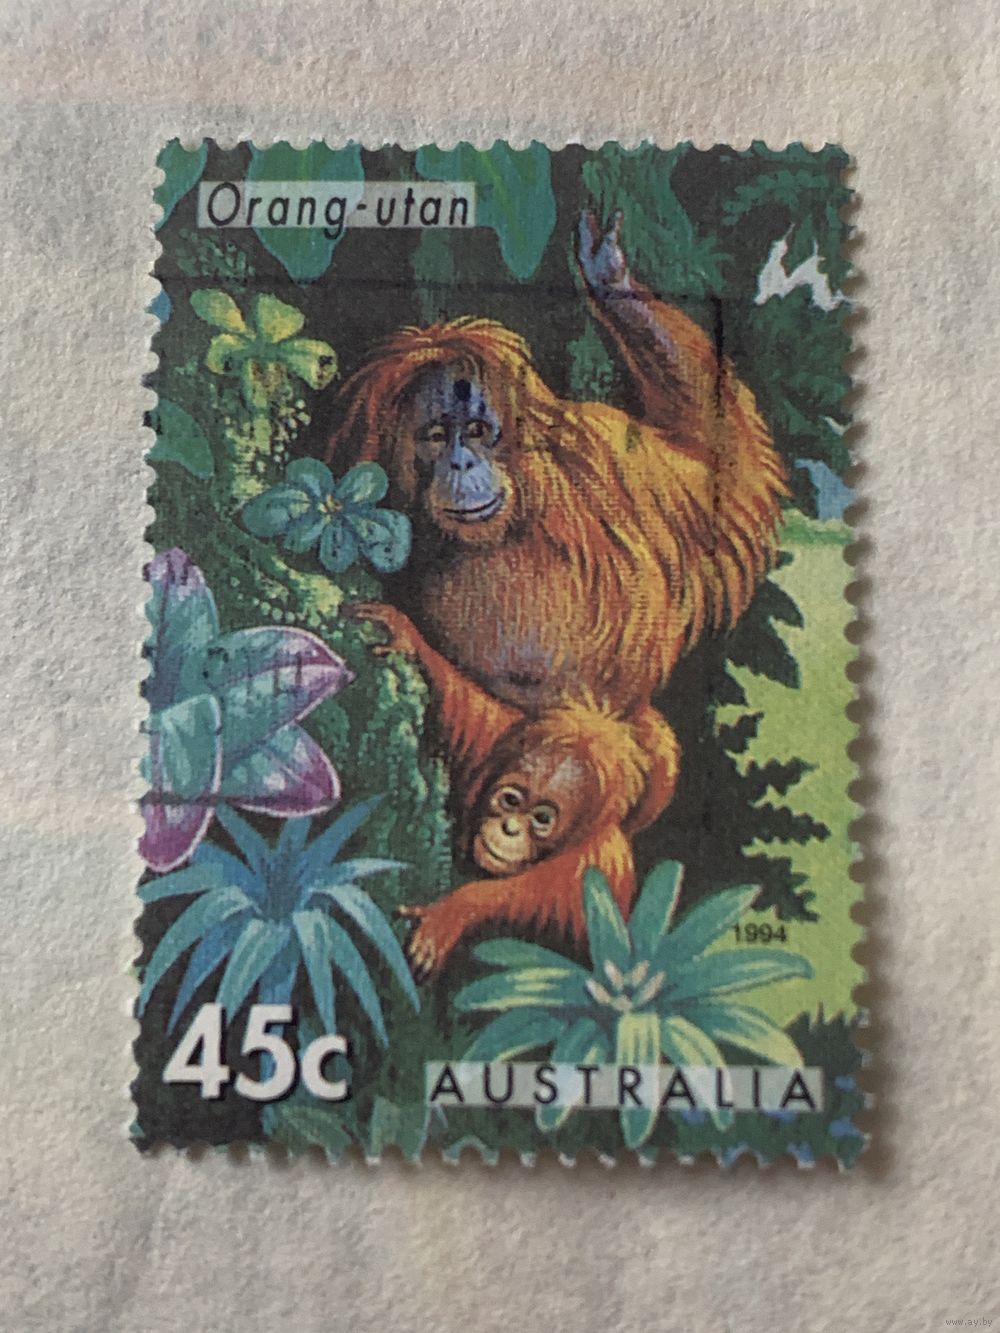 Orang-utan
1994
45c
AUSTRALIA
www.ay.by